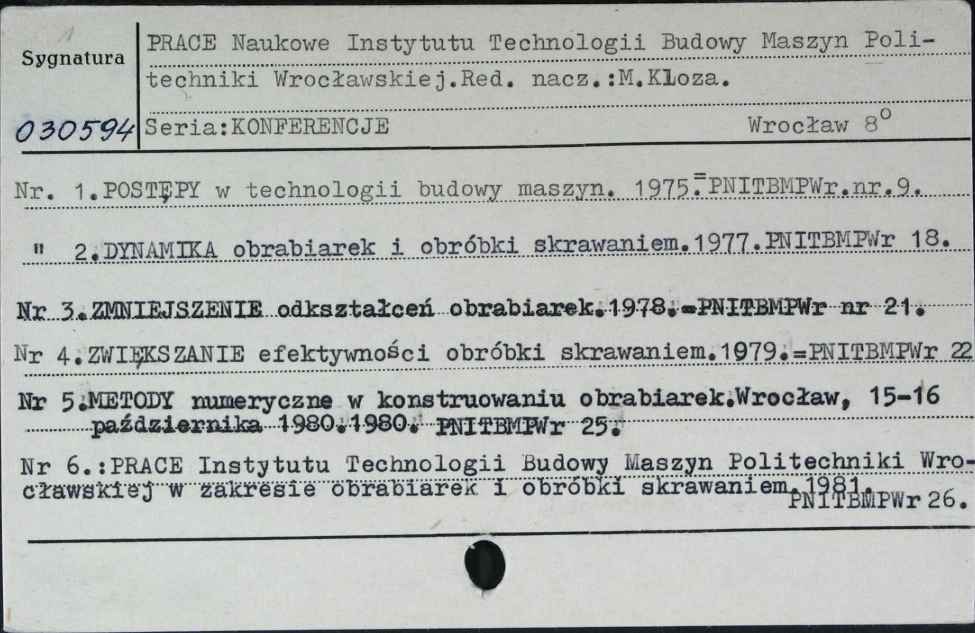 1
Sygnatura
PRACE Naukowe Instytutu Technologii Budowy Maszyn Poli-
techniki Wrocławskiej.Red. nacz.:M.Kloza.
030594
Seria:KONFERENCJE Wrocław 8°
Nr. 1.POSTĘPY w technologii budowy maszyn. 1975.=PNITBMPWr.nr.9.
" 2.DYNAMIKA obrabiarek i obróbki skrawaniem.1977.PNITBMPWr 18.
Nr 3.ZMNIEJSZENIE odkształceń obrabiarek.1978.=PNITBMPWr nr 21.
Nr 4.ZWIĘKSZANIE efektywności obróbki skrawaniem.1979.=PNITBMPWr 22
Nr 5.METODY numeryczne w konstruowaniu obrabiarek.Wrocław, 15-16
października 1980.1980. PNITBMPWr 25.
Nr 6.:PRACE Instytutu Technologii Budowy Maszyn Politechniki Wro-
cławskiej w zakresie obrabiarek i obróbki skrawaniem.1981.
PNITBMPWr 26.